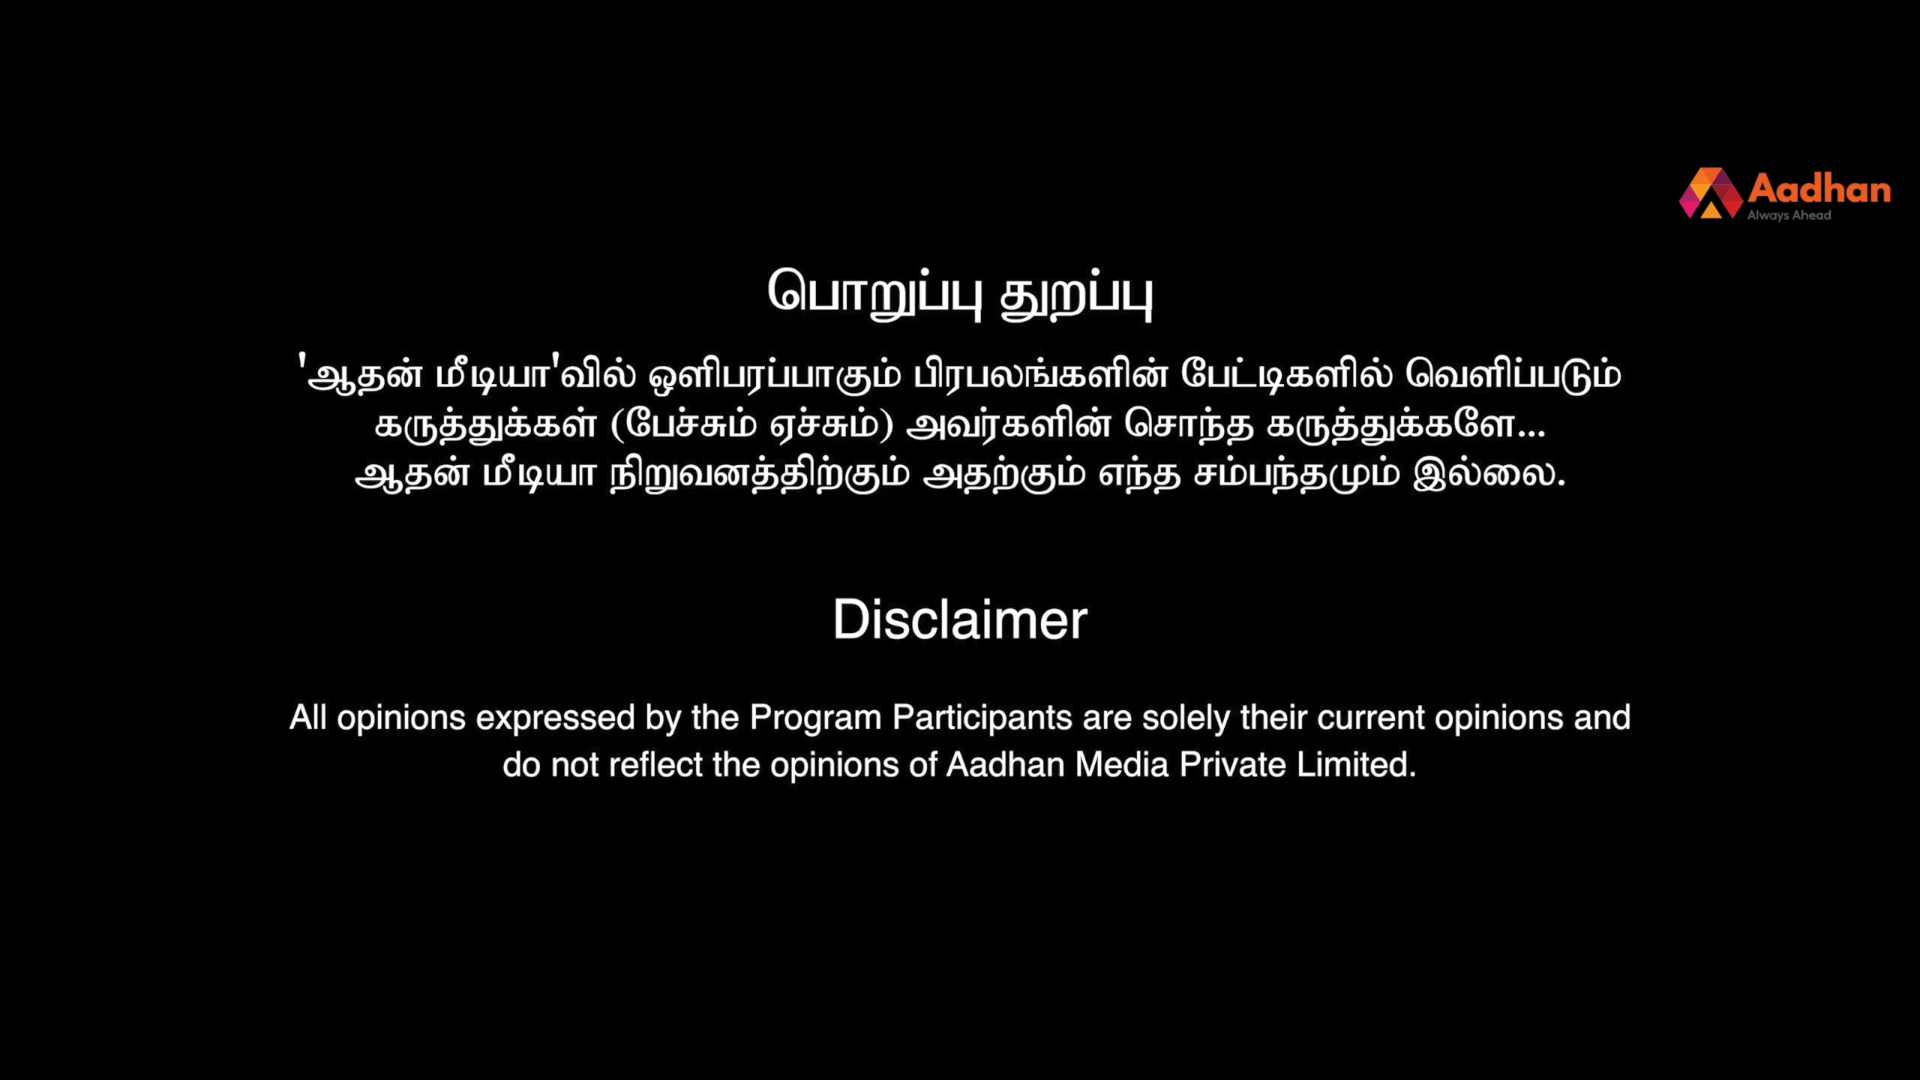 Aadhan
Always Ahead
பொறுப்பு துறப்பு
'ஆதன் மீடியா'வில் ஒளிபரப்பாகும் பிரபலங்களின் பேட்டிகளில் வெளிப்படும்
கருத்துக்கள் (பேச்சும் ஏச்சும்) அவர்களின் சொந்த கருத்துக்களே...
ஆதன் மீடியா நிறுவனத்திற்கும் அதற்கும் எந்த சம்பந்தமும் இல்லை.
Disclaimer
All opinions expressed by the Program Participants are solely their current opinions and
do not reflect the opinions of Aadhan Media Private Limited.